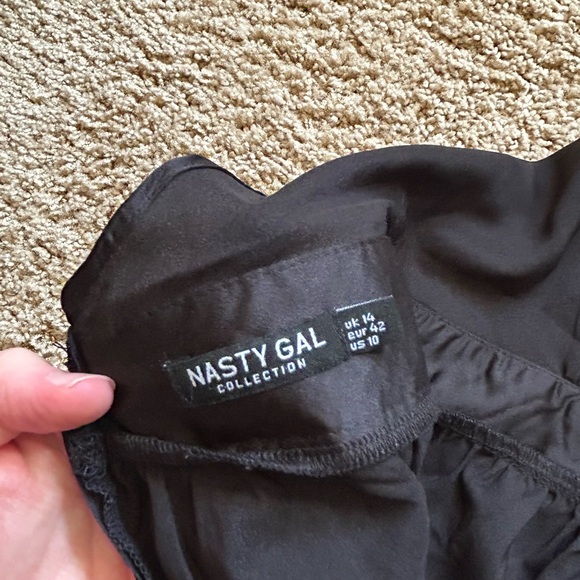 NASTY GAL
COLLECTION
uk 14
eur 42
us 10